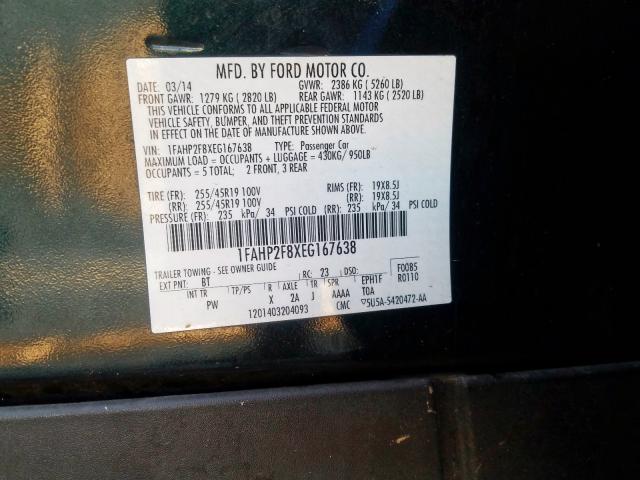 MFD. BY FORD MOTOR CO.
DATE: 03/14 GVWR: 2386 KG ( 5260 LB)
FRONT GAWR: 1279 KG ( 2820 LB) REAR GAWR: 1143 KG ( 2520 LB)
THIS VEHICLE CONFORMS TO ALL APPLICABLE FEDERAL MOTOR
VEHICLE SAFETY, BUMPER, AND THEFT PREVENTION STANDARDS
IN EFFECT ON THE DATE OF MANUFACTURE SHOWN ABOVE.
VIN: 1FAHP2F8XEG167638 TYPE: Passenger Car
MAXIMUM LOAD = OCCUPANTS + LUGGAGE = 430KG/ 950LB
OCCUPANTS = 5 TOTAL; 2 FRONT, 3 REAR
TIRE (FR): 255/45R19 100V RIMS (FR): 19X8.5J
(RR): 255/45R19 100V (RR): 19X8.5J
PRESSURE (FR): 235 kPa/ 34 PSI COLD (RR): 235 kPa/ 34 PSI COLD
1FAHP2F8XEG167638
TRAILER TOWING - SEE OWNER GUIDE
EXT PNT: BT RC: 23 DSO: F0085
INT TR TP/PS R AXLE TR SPR EPH1F R0110
PW X 2A J AAAA TOA
1201403204093 CMC 5U5A-5420472-AA